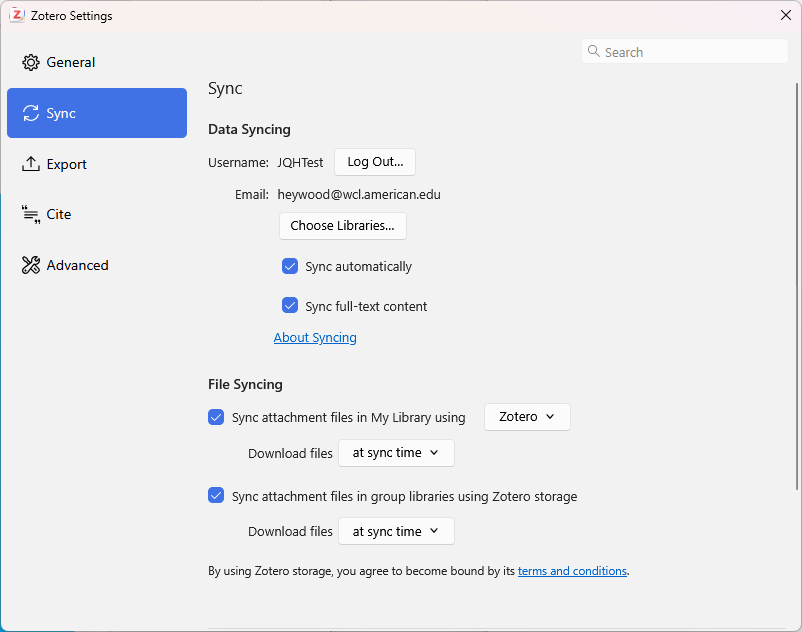 Zotero Settings
Search
General
Sync
Export
Cite
Advanced
Sync
Data Syncing
Username: JQHTest Log Out...
Email: heywood@wcl.american.edu
Choose Libraries...
Sync automatically
Sync full-text content
About Syncing
File Syncing
Sync attachment files in My Library using Zotero
Download files at sync time
Sync attachment files in group libraries using Zotero storage
Download files at sync time
By using Zotero storage, you agree to become bound by its terms and conditions.